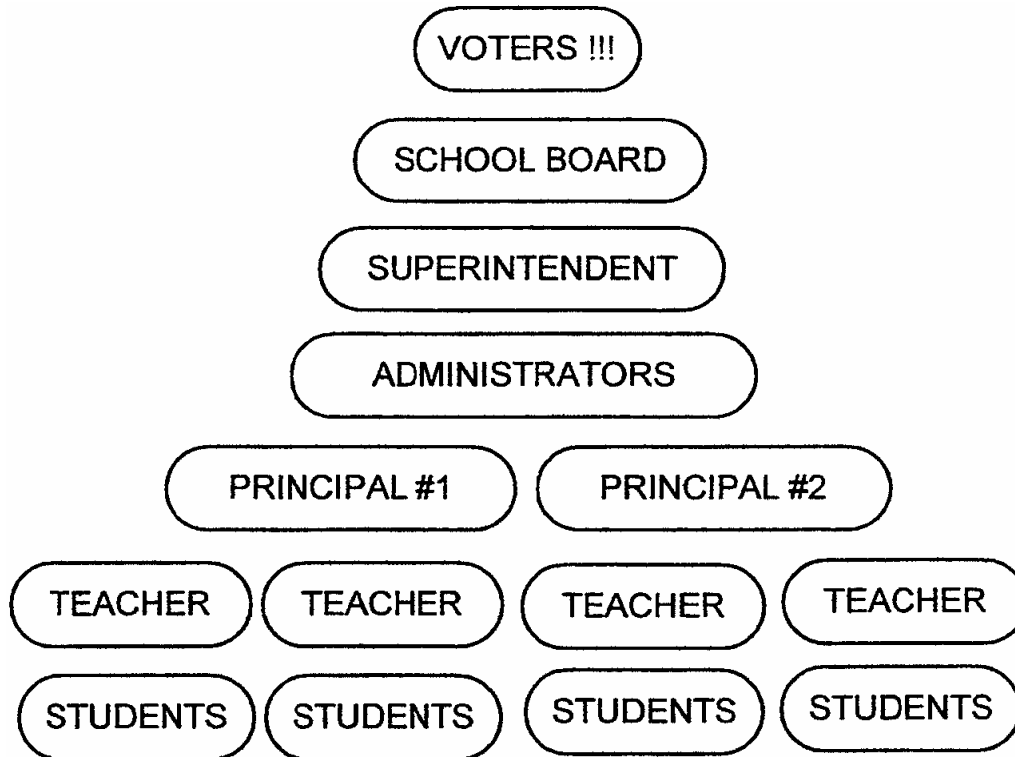 VOTERS !!!
SCHOOL BOARD
SUPERINTENDENT
ADMINISTRATORS
PRINCIPAL #1 PRINCIPAL #2
TEACHER TEACHER TEACHER TEACHER
STUDENTS STUDENTS STUDENTS STUDENTS